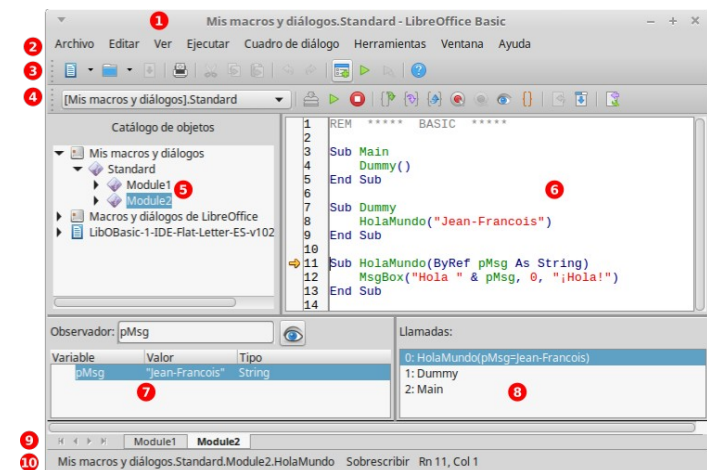 1 Mis macros y diálogos.Standard - LibreOffice Basic
2 Archivo Editar Ver Ejecutar Cuadro de diálogo Herramientas Ventana Ayuda
3
4 [Mis macros y diálogos].Standard
Catálogo de objetos
Mis macros y diálogos
Standard
Module1
5
Module2
Macros y diálogos de LibreOffice
LibOBasic-1-IDE-Flat-Letter-ES-v102
1 REM ***** BASIC *****
2
3 Sub Main
4 Dummy()
5 End Sub
6
6
7 Sub Dummy
8 HolaMundo("Jean-Francois")
9 End Sub
10
11 Sub HolaMundo(ByRef pMsg As String)
12 MsgBox("Hola " & pMsg, 0, "¡Hola!")
13 End Sub
14
Observador: pMsg
Variable Valor Tipo
pMsg "Jean-Francois" String
7
Llamadas:
0: HolaMundo(pMsg=Jean-Francois)
1: Dummy
2: Main
8
9 Module1 Module2
10 Mis macros y diálogos.Standard.Module2.HolaMundo Sobrescribir Rn 11, Col 1